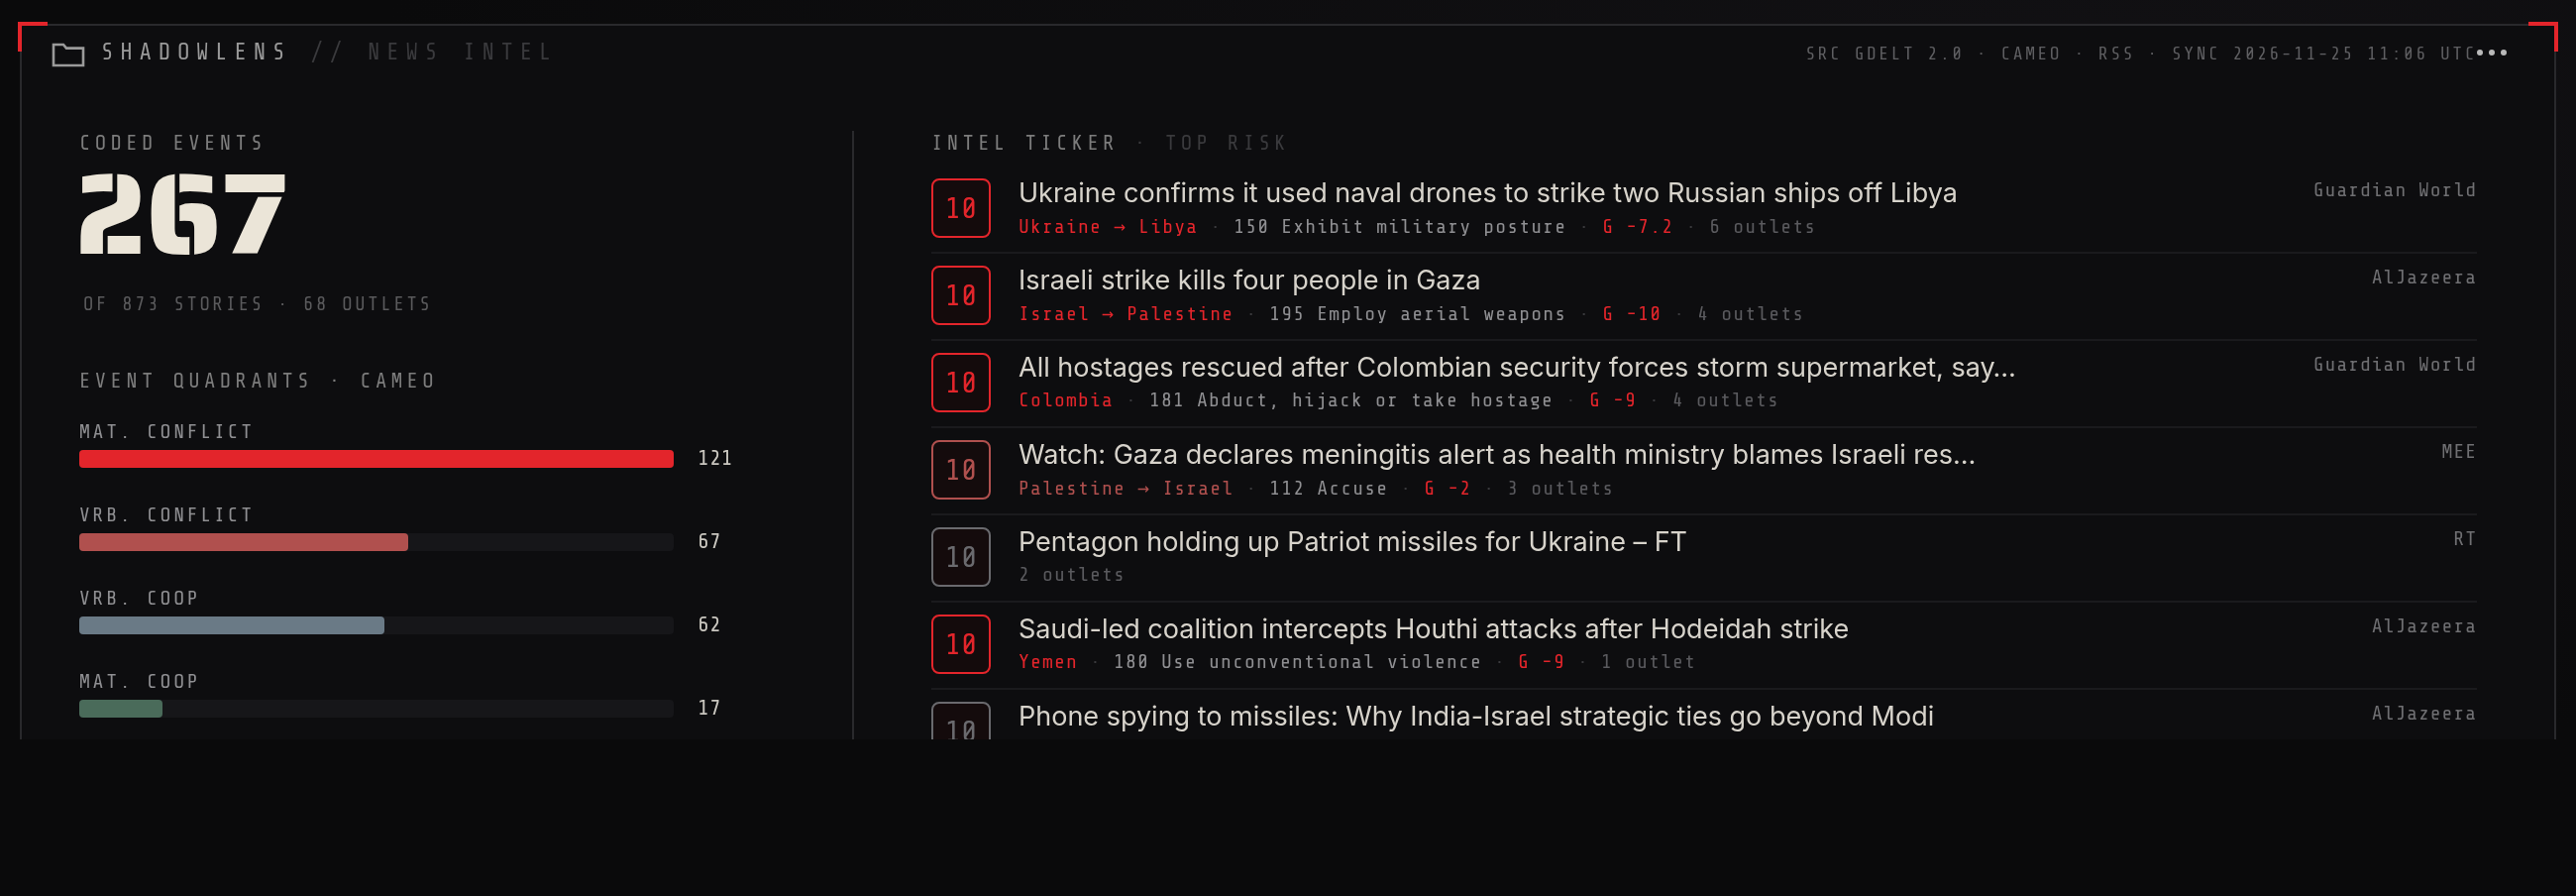 SHADOWLENS // NEWS INTEL
SRC GDELT 2.0 · CAMEO · RSS · SYNC 2026-11-25 11:06 UTC
CODED EVENTS
267
OF 873 STORIES · 68 OUTLETS
EVENT QUADRANTS · CAMEO
MAT. CONFLICT
121
VRB. CONFLICT
67
VRB. COOP
62
MAT. COOP
17
INTEL TICKER · TOP RISK
10
Ukraine confirms it used naval drones to strike two Russian ships off Libya
Guardian World
Ukraine → Libya · 150 Exhibit military posture · G -7.2 · 6 outlets
10
Israeli strike kills four people in Gaza
AlJazeera
Israel → Palestine · 195 Employ aerial weapons · G -10 · 4 outlets
10
All hostages rescued after Colombian security forces storm supermarket, say…
Guardian World
Colombia · 181 Abduct, hijack or take hostage · G -9 · 4 outlets
10
Watch: Gaza declares meningitis alert as health ministry blames Israeli res…
MEE
Palestine → Israel · 112 Accuse · G -2 · 3 outlets
10
Pentagon holding up Patriot missiles for Ukraine – FT
RT
2 outlets
10
Saudi-led coalition intercepts Houthi attacks after Hodeidah strike
AlJazeera
Yemen · 180 Use unconventional violence · G -9 · 1 outlet
10
Phone spying to missiles: Why India-Israel strategic ties go beyond Modi
AlJazeera